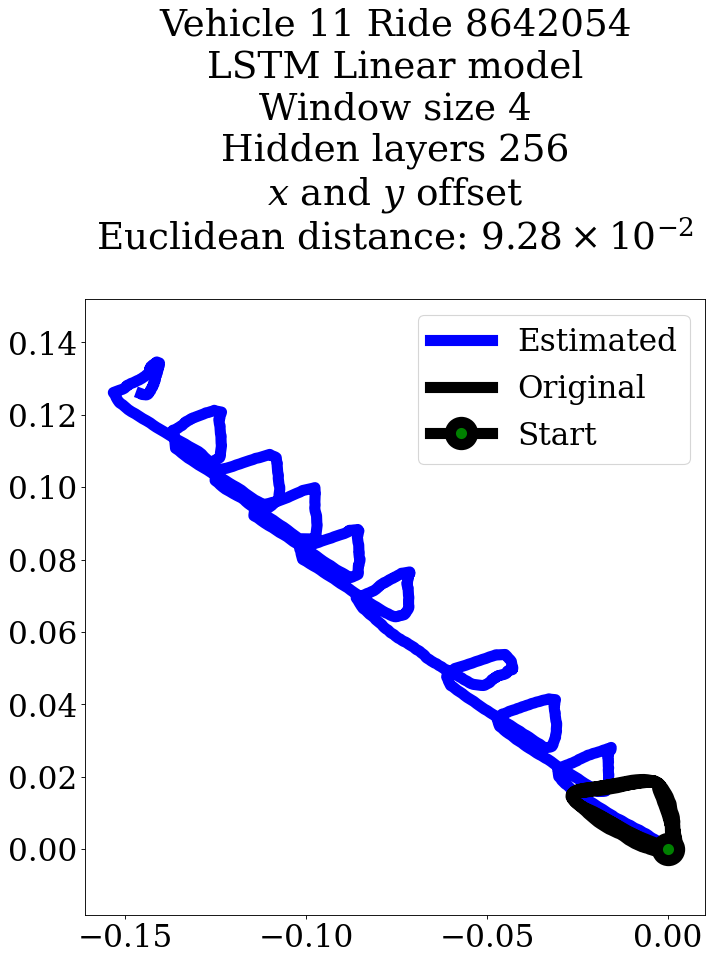 Vehicle 11 Ride 8642054
LSTM Linear model
Window size 4
Hidden layers 256
x and y offset
Euclidean distance: 9.28 × 10⁻²
Estimated
Original
Start
0.14
0.12
0.10
0.08
0.06
0.04
0.02
0.00
−0.15 −0.10 −0.05 0.00